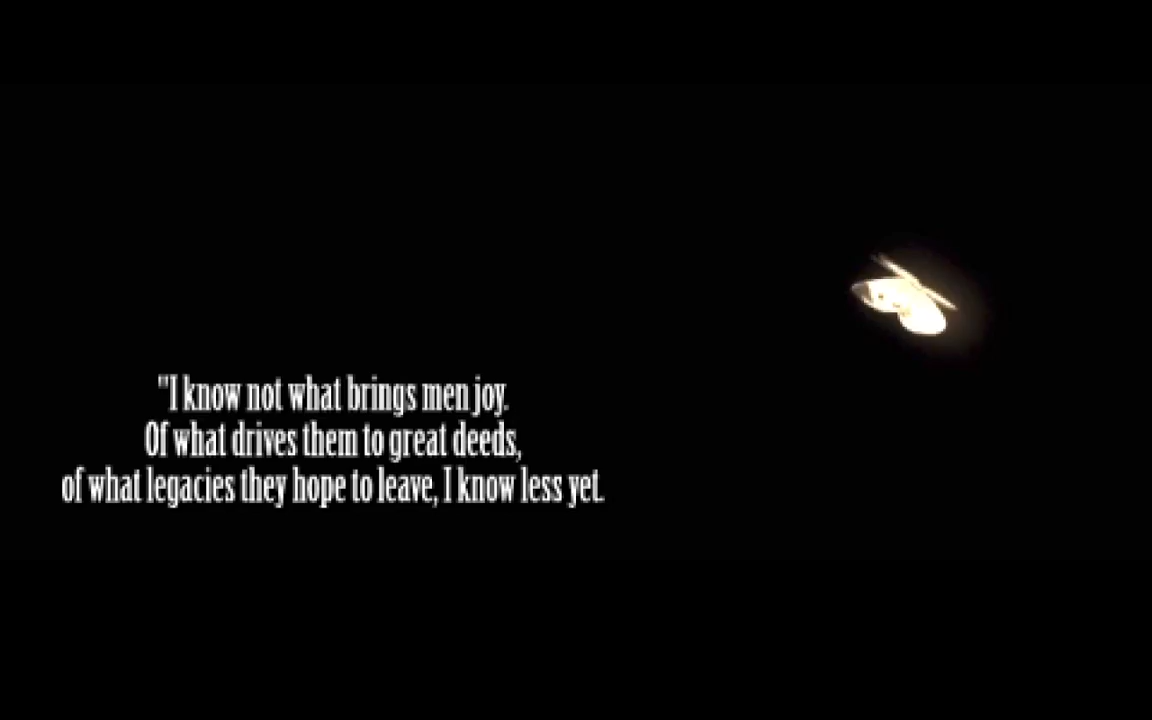 "I know not what brings men joy.
Of what drives them to great deeds,
of what legacies they hope to leave, I know less yet.